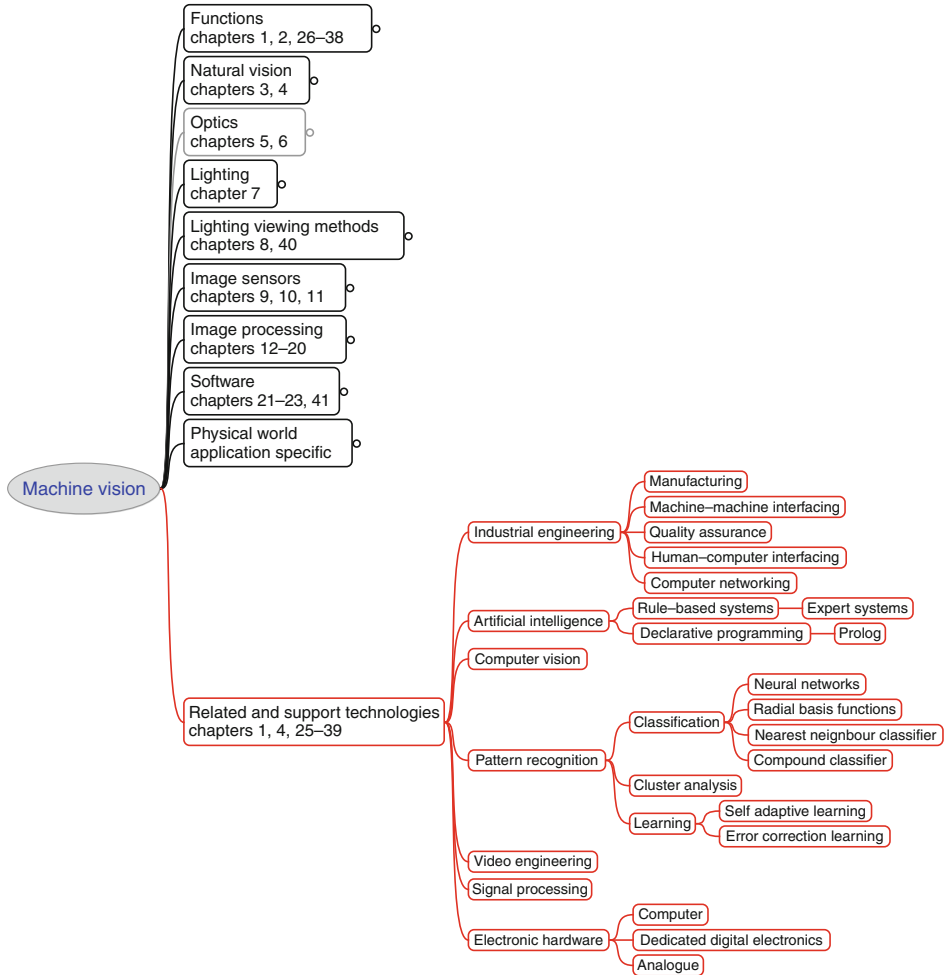 Functions
chapters 1, 2, 26–38
Natural vision
chapters 3, 4
Optics
chapters 5, 6
Lighting
chapter 7
Lighting viewing methods
chapters 8, 40
Image sensors
chapters 9, 10, 11
Image processing
chapters 12–20
Software
chapters 21–23, 41
Physical world
application specific
Machine vision
Related and support technologies
chapters 1, 4, 25–39
Industrial engineering
Manufacturing
Machine–machine interfacing
Quality assurance
Human–computer interfacing
Computer networking
Artificial intelligence
Rule–based systems
Expert systems
Declarative programming
Prolog
Computer vision
Pattern recognition
Classification
Neural networks
Radial basis functions
Nearest neignbour classifier
Compound classifier
Cluster analysis
Learning
Self adaptive learning
Error correction learning
Video engineering
Signal processing
Electronic hardware
Computer
Dedicated digital electronics
Analogue